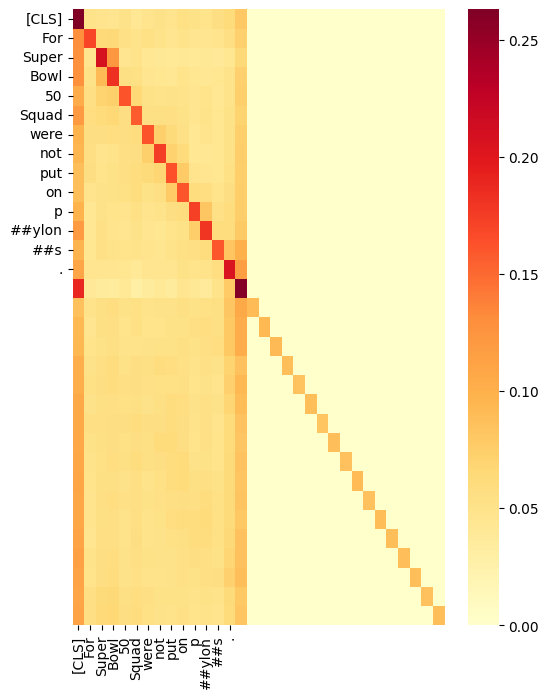 [CLS]
For
Super
Bowl
50
Squad
were
not
put
on
p
##ylon
##s
.
0.25
0.20
0.15
0.10
0.05
0.00
[CLS]
For
Super
Bowl
50
Squad
were
not
put
on
p
##ylon
##s
.